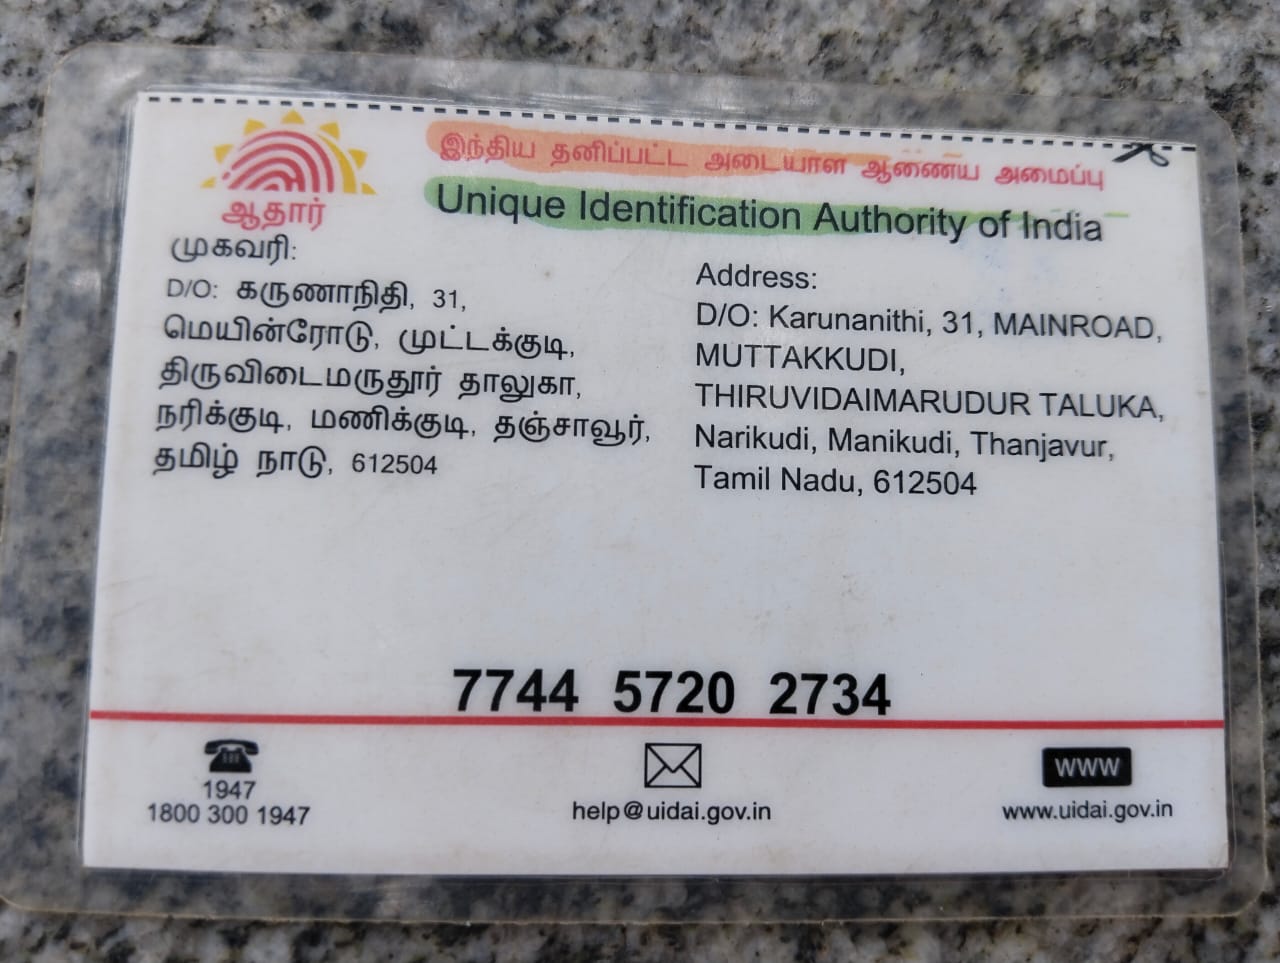 ஆதார்
இந்திய தனிப்பட்ட அடையாள ஆணைய அமைப்பு
Unique Identification Authority of India
முகவரி:
D/O: கருணாநிதி, 31,
மெயின்ரோடு, முட்டக்குடி,
திருவிடைமருதூர் தாலுகா,
நரிக்குடி, மணிக்குடி, தஞ்சாவூர்,
தமிழ் நாடு, 612504
Address:
D/O: Karunanithi, 31, MAINROAD,
MUTTAKKUDI,
THIRUVIDAIMARUDUR TALUKA,
Narikudi, Manikudi, Thanjavur,
Tamil Nadu, 612504
7744 5720 2734
1947
1800 300 1947
help@uidai.gov.in
WWW
www.uidai.gov.in